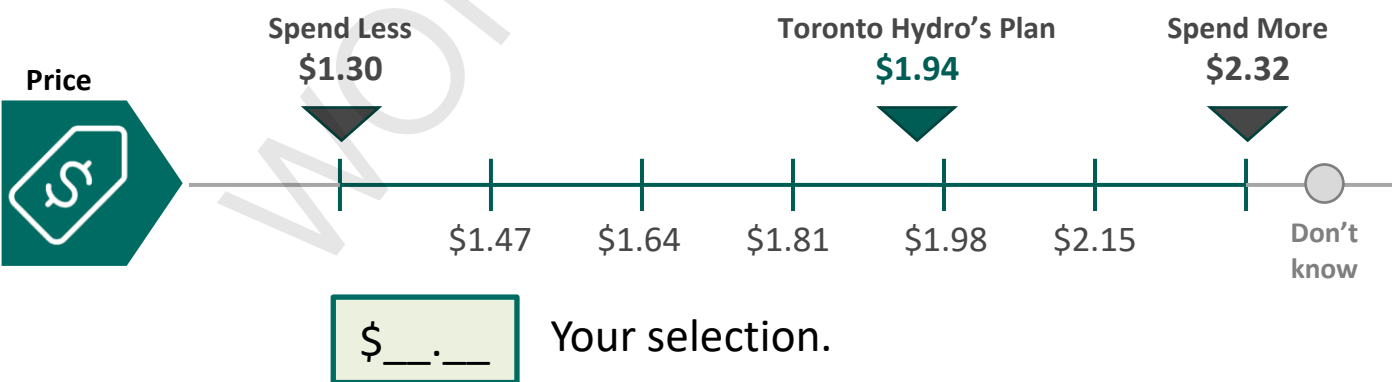 Spend Less
Toronto Hydro’s Plan
Spend More
$1.30
$1.94
$2.32
Price
$1.47
$1.64
$1.81
$1.98
$2.15
Don’t
know
$__.__
Your selection.